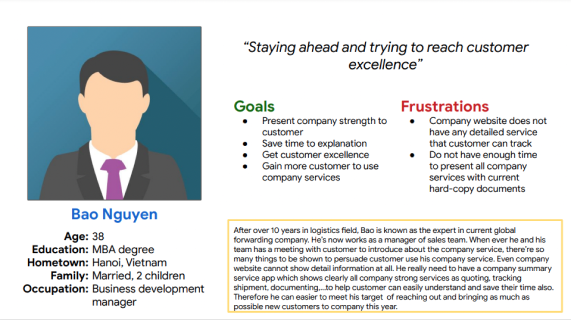 “Staying ahead and trying to reach customer
excellence”
Goals
● Present company strength to
customer
● Save time to explanation
● Get customer excellence
● Gain more customer to use
company services
Frustrations
● Company website does not
have any detailed service
that customer can track
● Do not have enough time
to present all company
services with current
hard-copy documents
Bao Nguyen
Age: 38
Education: MBA degree
Hometown: Hanoi, Vietnam
Family: Married, 2 children
Occupation: Business development
manager
After over 10 years in logistics field, Bao is known as the expert in current global
forwarding company. He's now works as a manager of sales team. When ever he and his
team has a meeting with customer to introduce about the company service, there're so
many things to be shown to persuade customer use his company service. Even company
website cannot show detail information at all. He really need to have a company summary
service app which shows clearly all company strong services as quoting, tracking
shipment, documenting,...to help customer can easily understand and save their time also.
Therefore he can easier to meet his target of reaching out and bringing as much as
possible new customers to company this year.